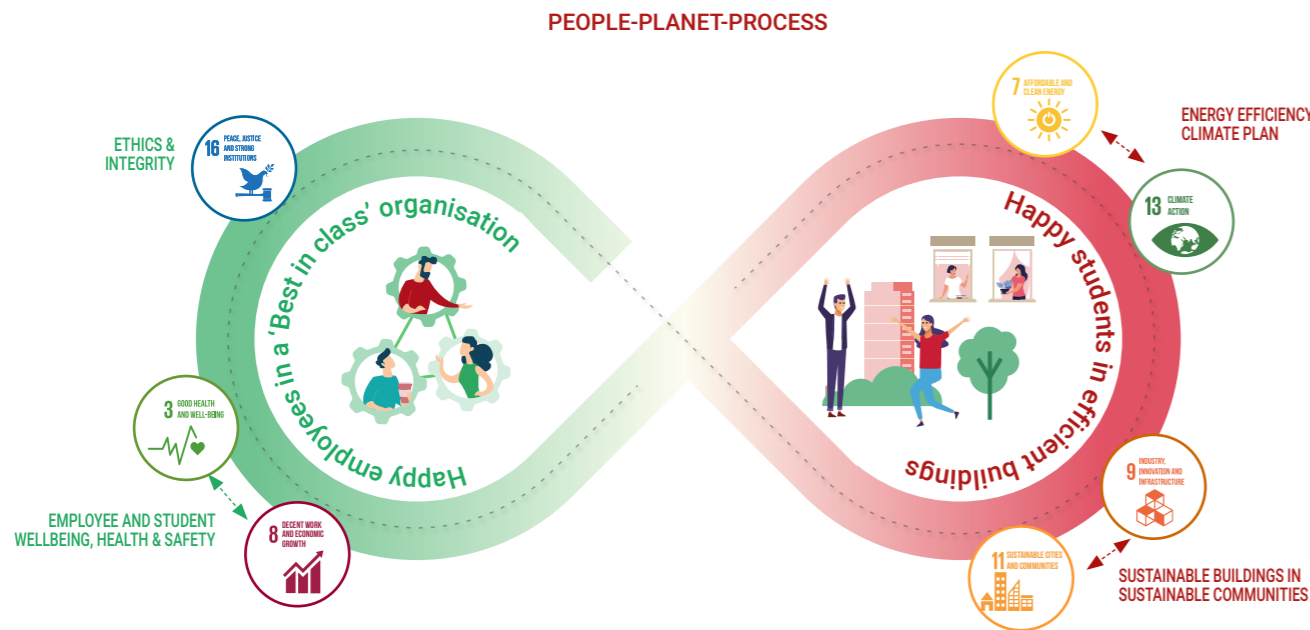 PEOPLE-PLANET-PROCESS
ETHICS &
INTEGRITY
16 PEACE, JUSTICE
AND STRONG
INSTITUTIONS
Happy employees in a 'Best in class' organisation
3 GOOD HEALTH
AND WELL-BEING
EMPLOYEE AND STUDENT
WELLBEING, HEALTH & SAFETY
8 DECENT WORK
AND ECONOMIC
GROWTH
7 AFFORDABLE AND
CLEAN ENERGY
ENERGY EFFICIENCY
CLIMATE PLAN
13 CLIMATE
ACTION
Happy students in efficient buildings
9 INDUSTRY,
INNOVATION AND
INFRASTRUCTURE
11 SUSTAINABLE CITIES
AND COMMUNITIES
SUSTAINABLE BUILDINGS IN
SUSTAINABLE COMMUNITIES